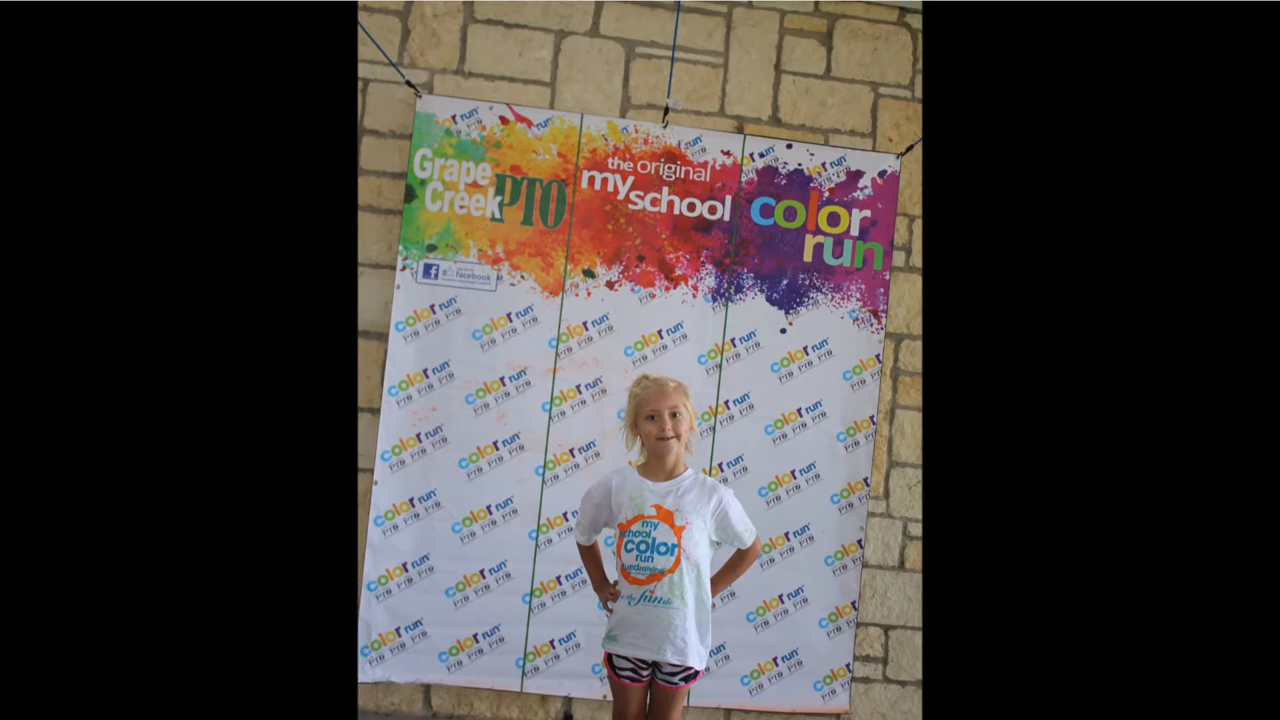 Grape
Creek PTO
the original
my school
color
run
facebook
color run
PTO PTO PTO
my
school
color
run
fundraising
fun